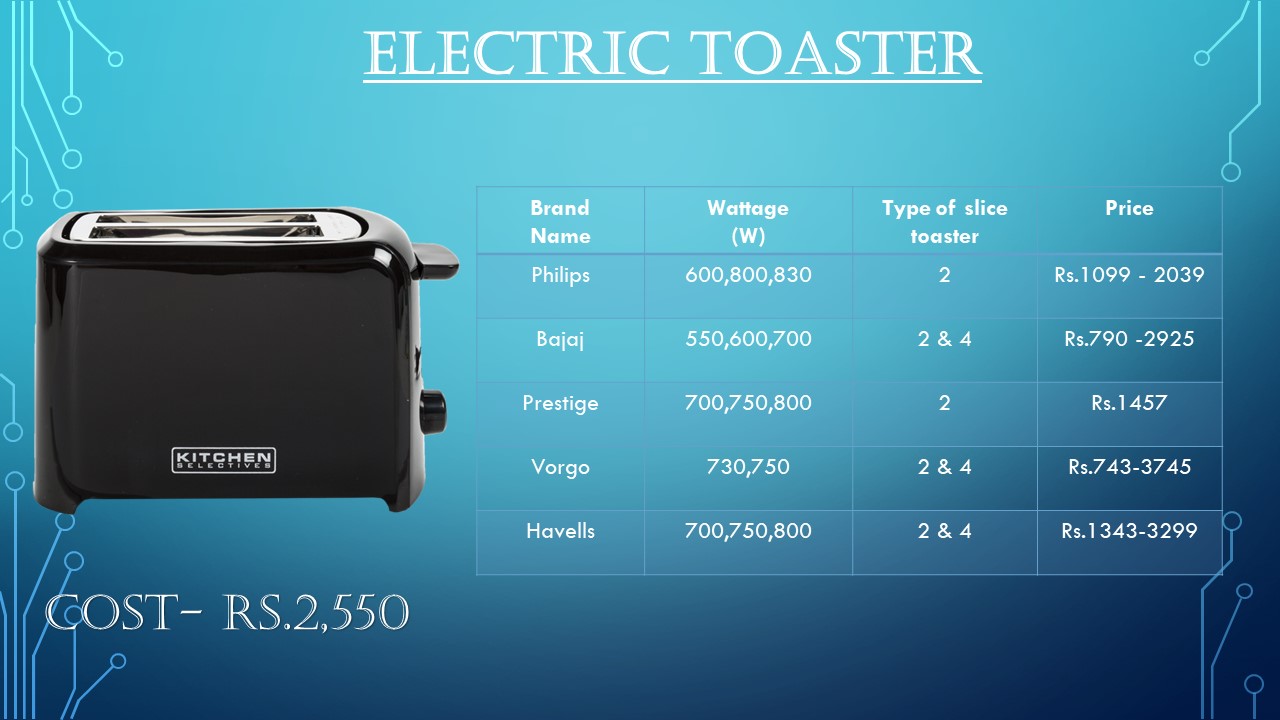 ELECTRIC TOASTER
Brand Name Wattage (W) Type of slice toaster Price
Philips 600,800,830 2 Rs.1099 - 2039
Bajaj 550,600,700 2 & 4 Rs.790 -2925
Prestige 700,750,800 2 Rs.1457
Vorgo 730,750 2 & 4 Rs.743-3745
Havells 700,750,800 2 & 4 Rs.1343-3299
KITCHEN
SELECTIVES
COST- RS.2,550